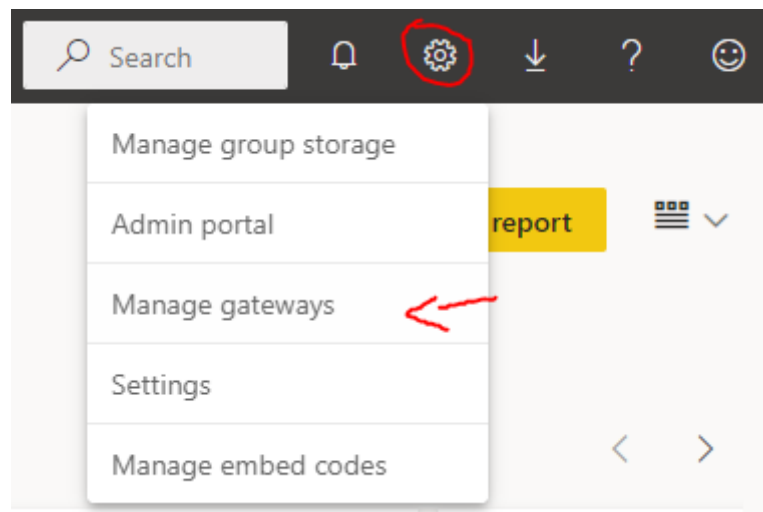 Search
?
Manage group storage
Admin portal
report
Manage gateways
Settings
Manage embed codes